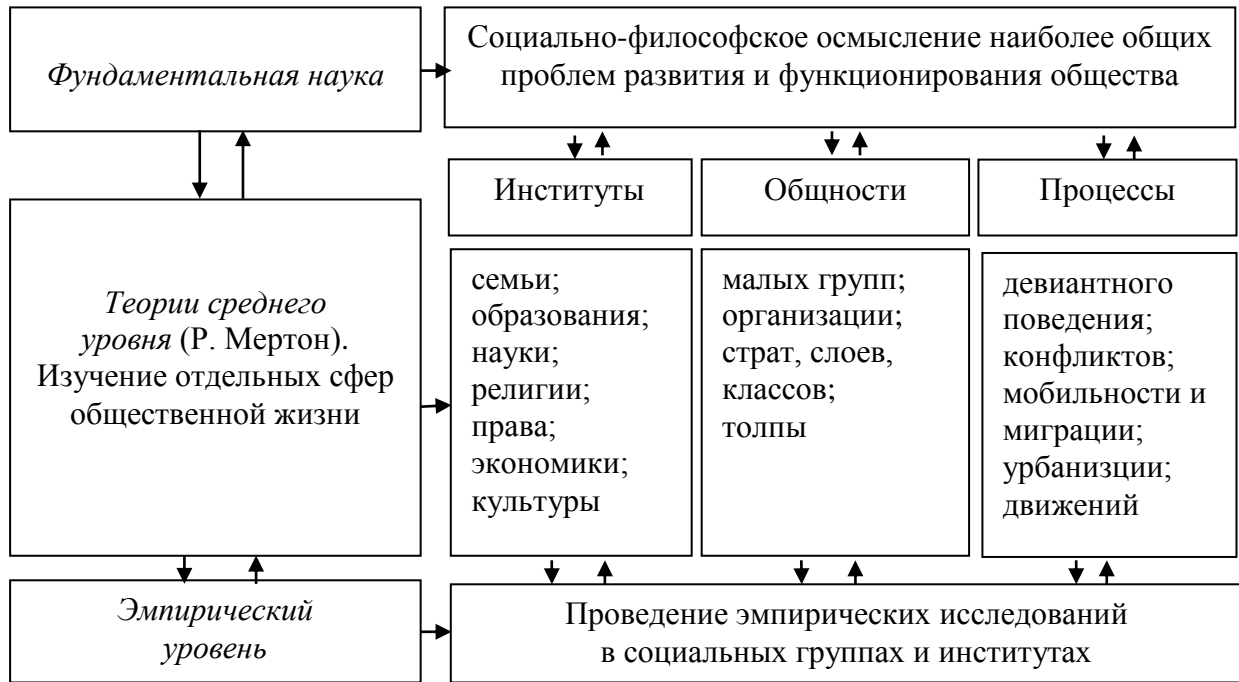 Фундаментальная наука
Социально-философское осмысление наиболее общих
проблем развития и функционирования общества
Институты
Общности
Процессы
Теории среднего
уровня (Р. Мертон).
Изучение отдельных сфер
общественной жизни
семьи;
образования;
науки;
религии;
права;
экономики;
культуры
малых групп;
организации;
страт, слоев,
классов;
толпы
девиантного
поведения;
конфликтов;
мобильности и
миграции;
урбанизции;
движений
Эмпирический
уровень
Проведение эмпирических исследований
в социальных группах и институтах